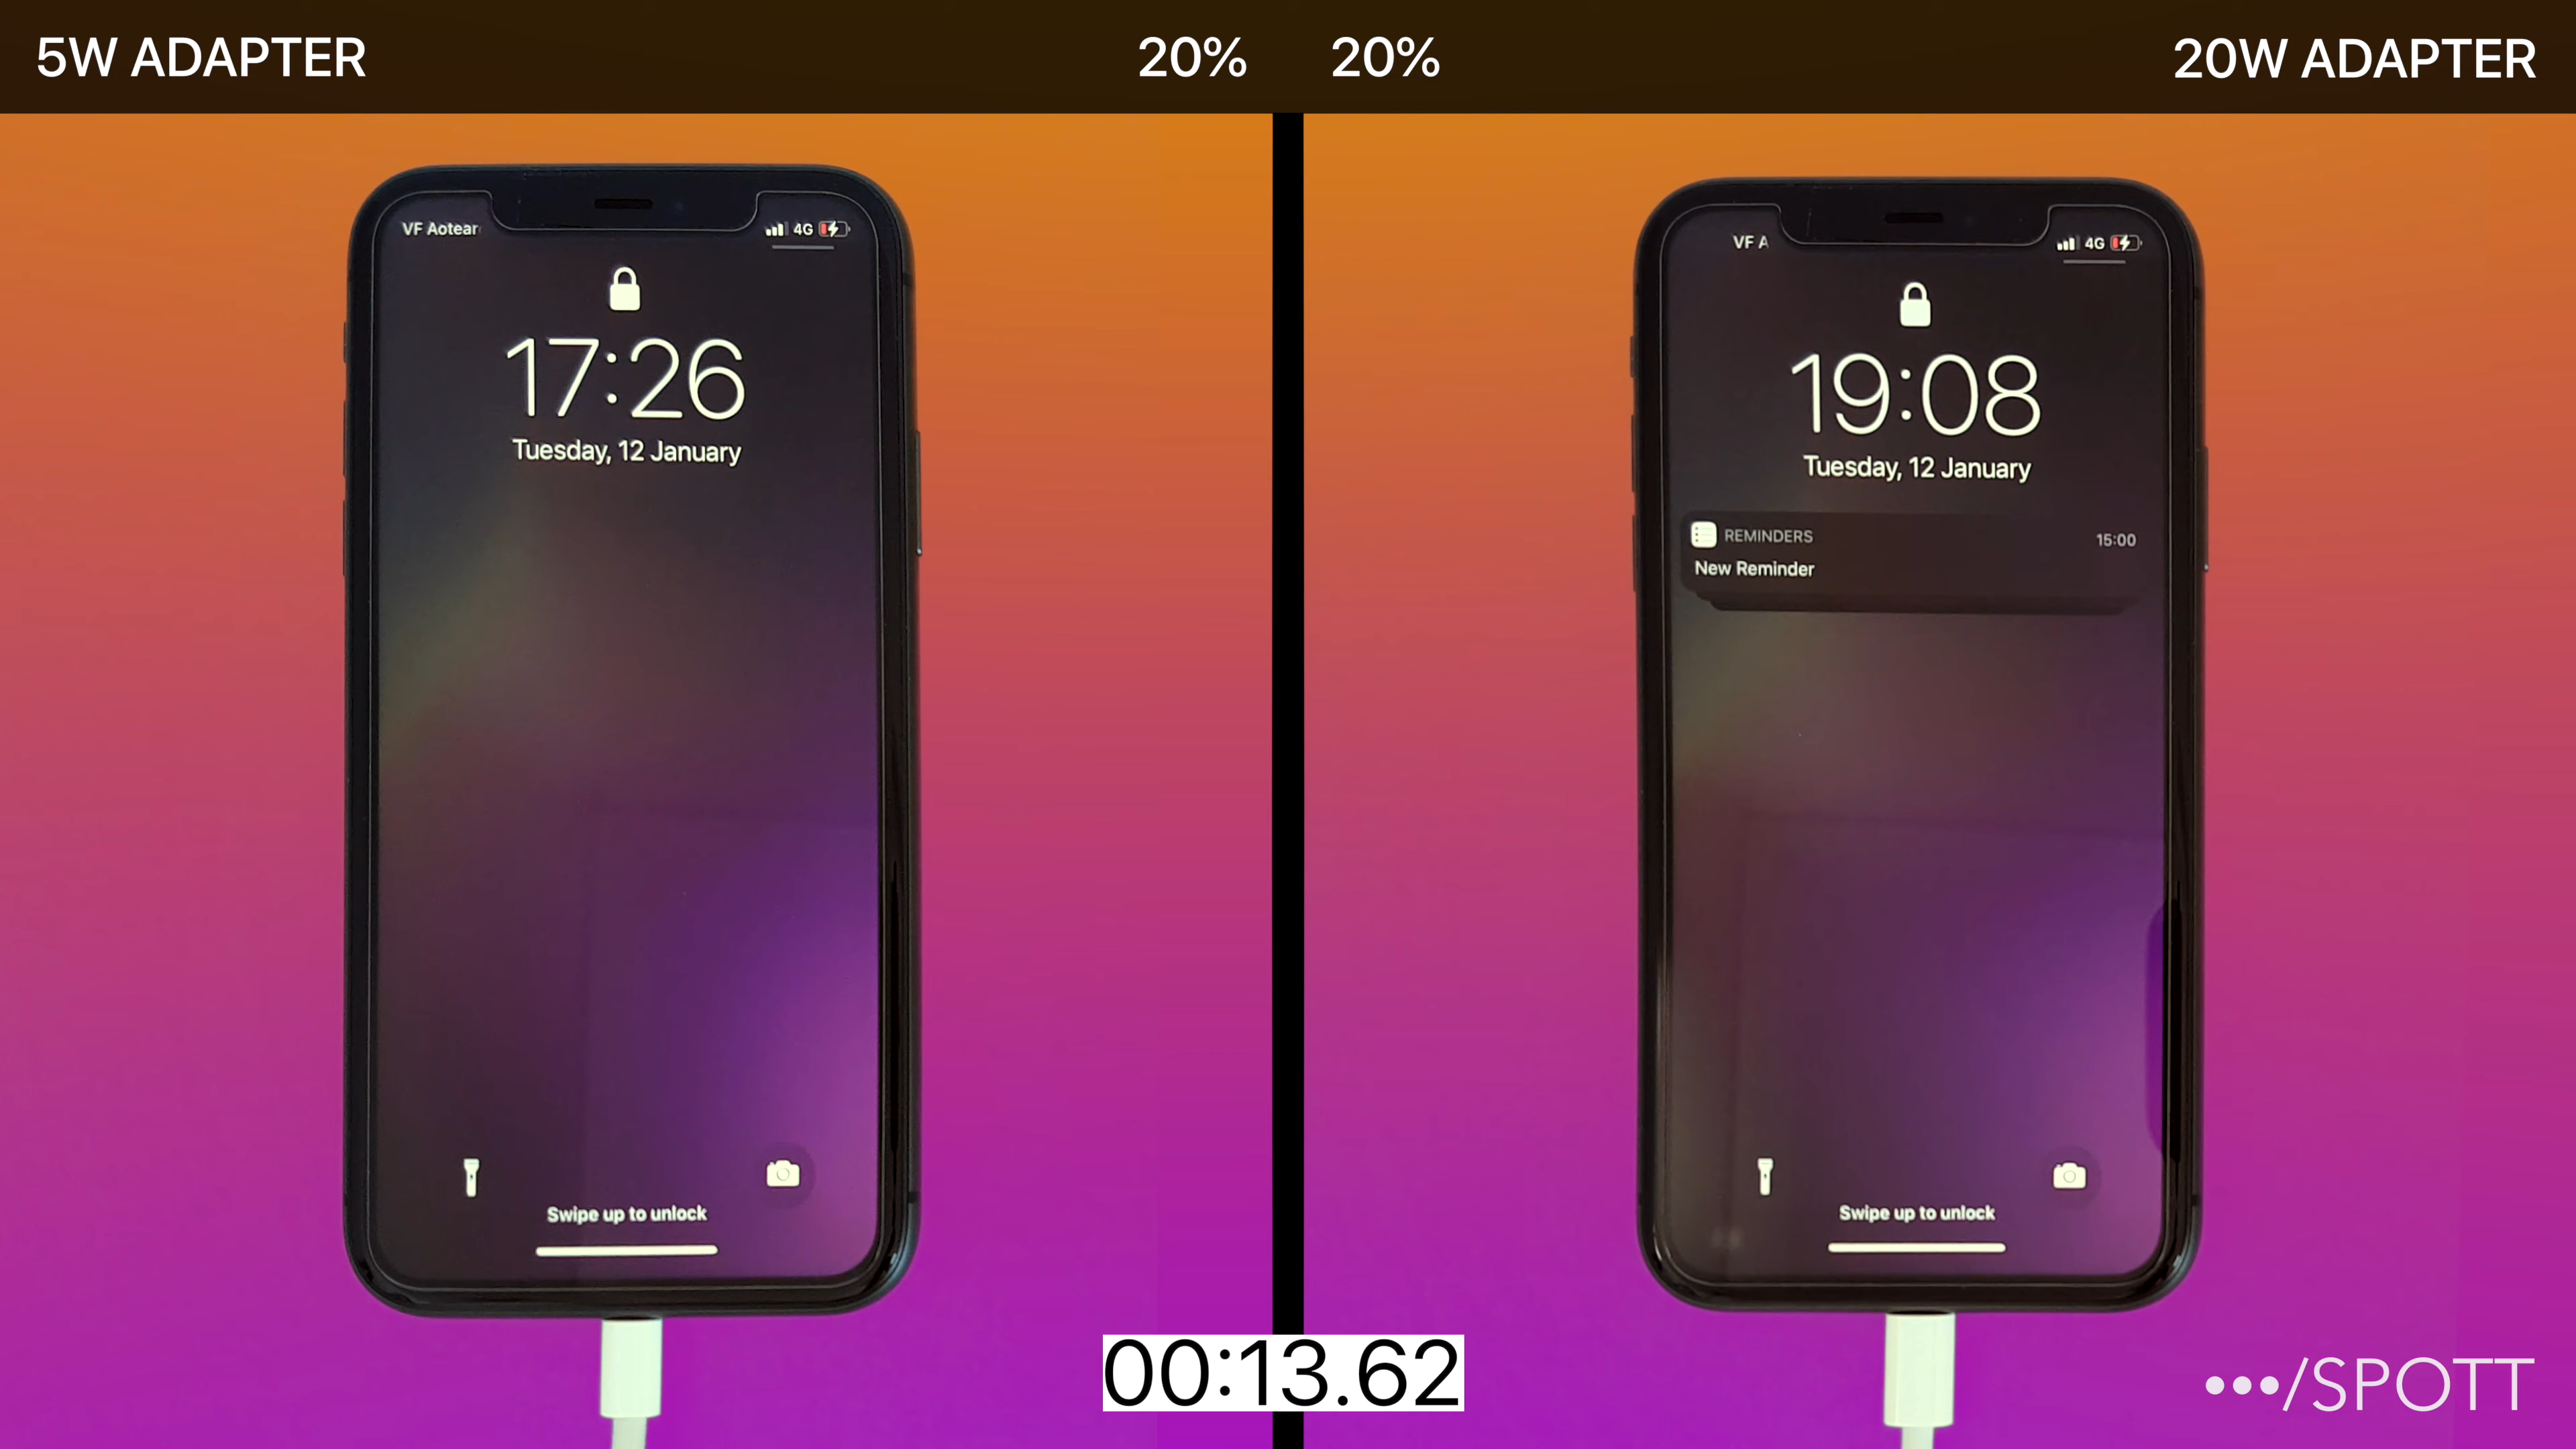 5W ADAPTER
20%
20%
20W ADAPTER
VF Aotear
4G
17:26
Tuesday, 12 January
Swipe up to unlock
VF A
4G
19:08
Tuesday, 12 January
REMINDERS
15:00
New Reminder
Swipe up to unlock
00:13.62
•••/SPOTT